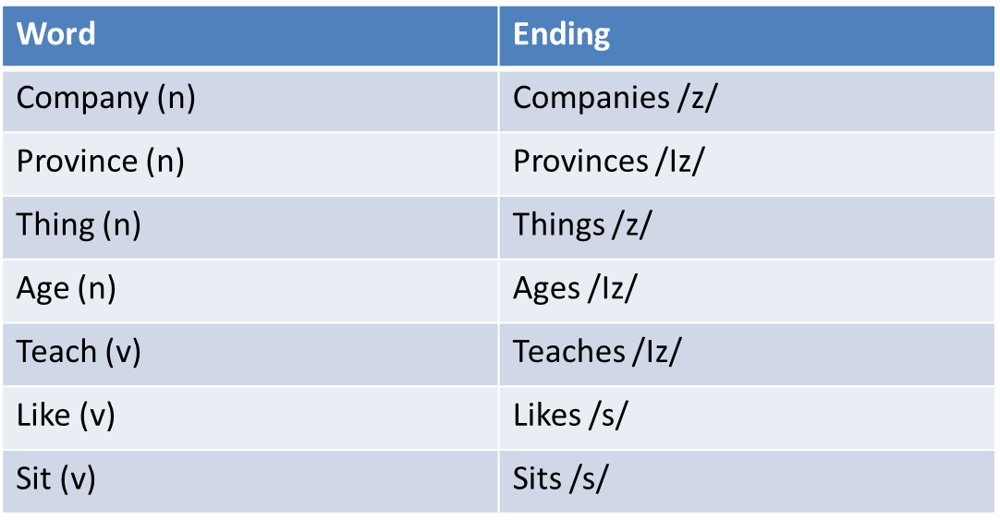 Word Ending
Company (n) Companies /z/
Province (n) Provinces /Iz/
Thing (n) Things /z/
Age (n) Ages /Iz/
Teach (v) Teaches /Iz/
Like (v) Likes /s/
Sit (v) Sits /s/